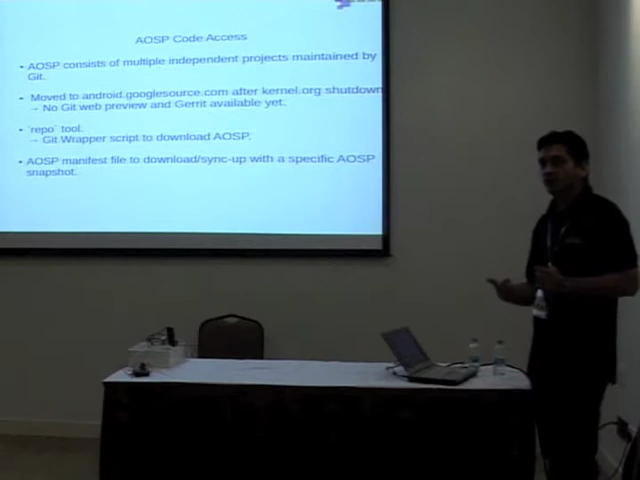 AOSP Code Access
• AOSP consists of multiple independent projects maintained by
Git.
• Moved to android.googlesource.com after kernel.org shutdown
→ No Git web preview and Gerrit available yet.
• `repo` tool.
→ Git Wrapper script to download AOSP.
• AOSP manifest file to download/sync-up with a specific AOSP
snapshot.